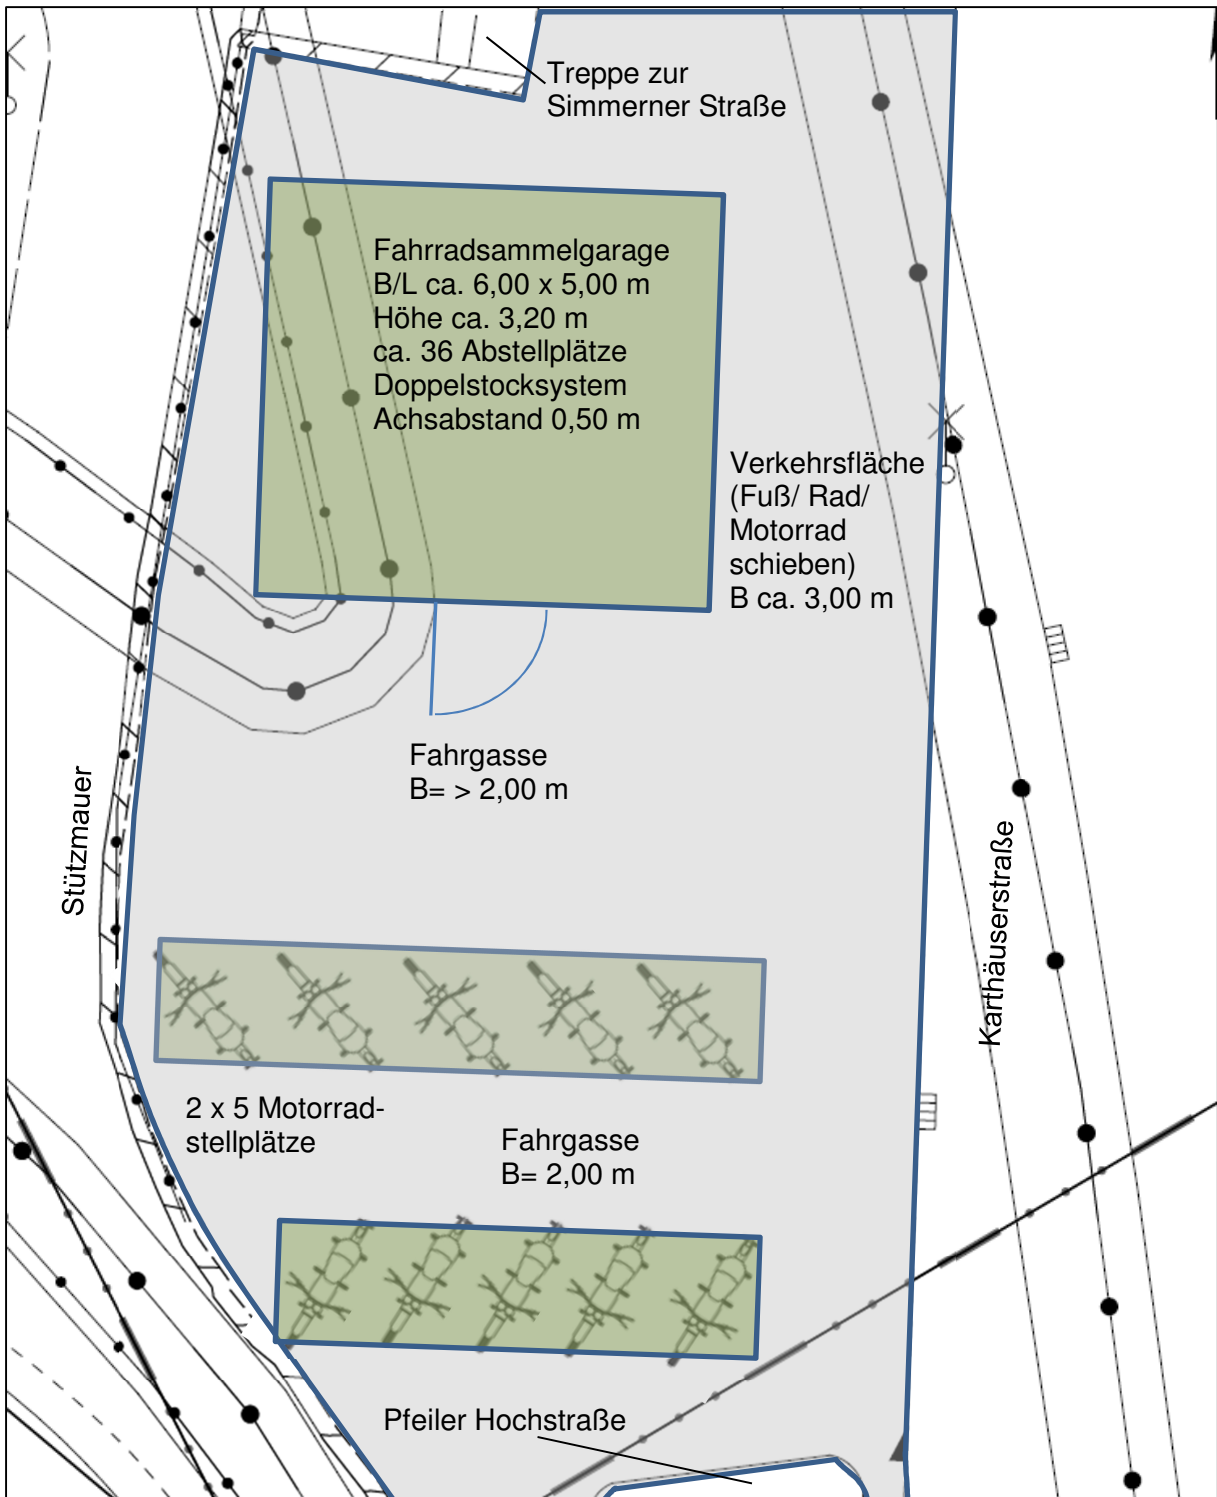 Treppe zur
Simmerner Straße
Fahrradsammelgarage
B/L ca. 6,00 x 5,00 m
Höhe ca. 3,20 m
ca. 36 Abstellplätze
Doppelstocksystem
Achsabstand 0,50 m
Verkehrsfläche
(Fuß/ Rad/
Motorrad
schieben)
B ca. 3,00 m
Fahrgasse
B= > 2,00 m
Stützmauer
Karthäuserstraße
2 x 5 Motorrad-
stellplätze
Fahrgasse
B= 2,00 m
Pfeiler Hochstraße